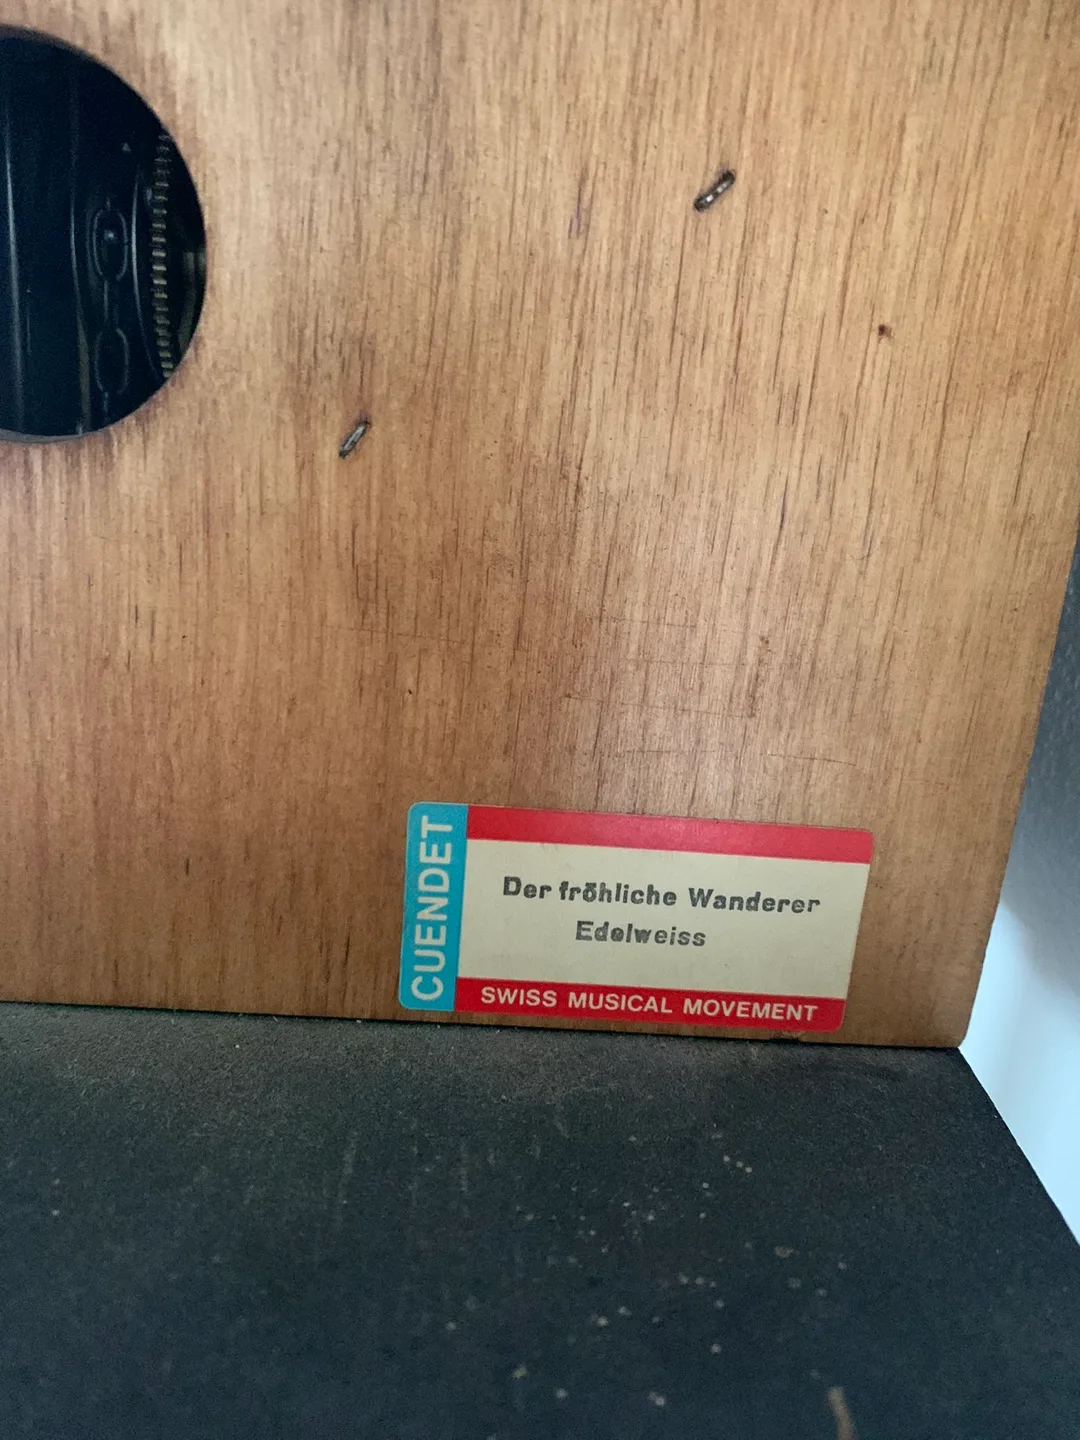 CUENDET
Der fröhliche Wanderer
Edelweiss
SWISS MUSICAL MOVEMENT